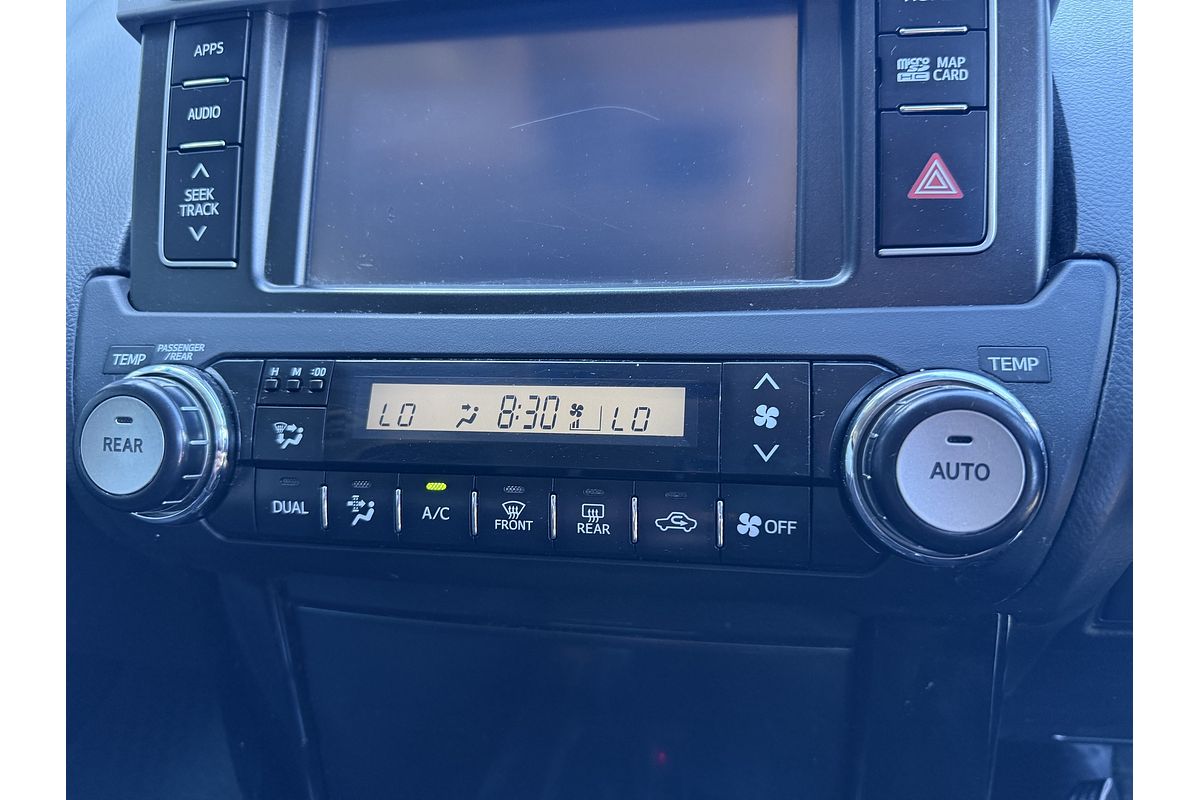 APPS
AUDIO
SEEK
TRACK
micro
SD
HC
MAP
CARD
TEMP
PASSENGER
/REAR
H M :00
TEMP
LO 8:30 LO
REAR
AUTO
DUAL
A/C
FRONT
REAR
OFF